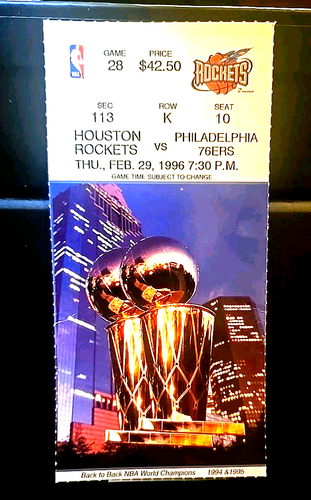 GAME PRICE
28 $42.50
ROCKETS
SEC ROW SEAT
113 K 10
HOUSTON ROCKETS VS PHILADELPHIA 76ERS
THU., FEB. 29, 1996 7:30 P.M.
GAME TIME SUBJECT TO CHANGE
Back to Back NBA World Champions 1994 & 1995